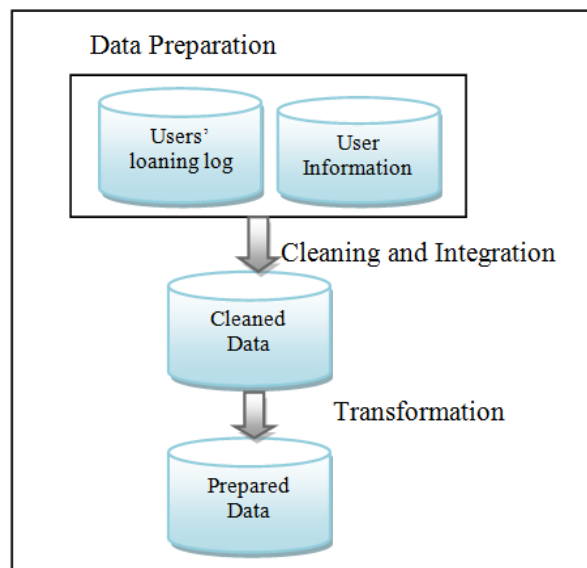 Data Preparation
Users'
loaning log
User
Information
Cleaning and Integration
Cleaned
Data
Transformation
Prepared
Data